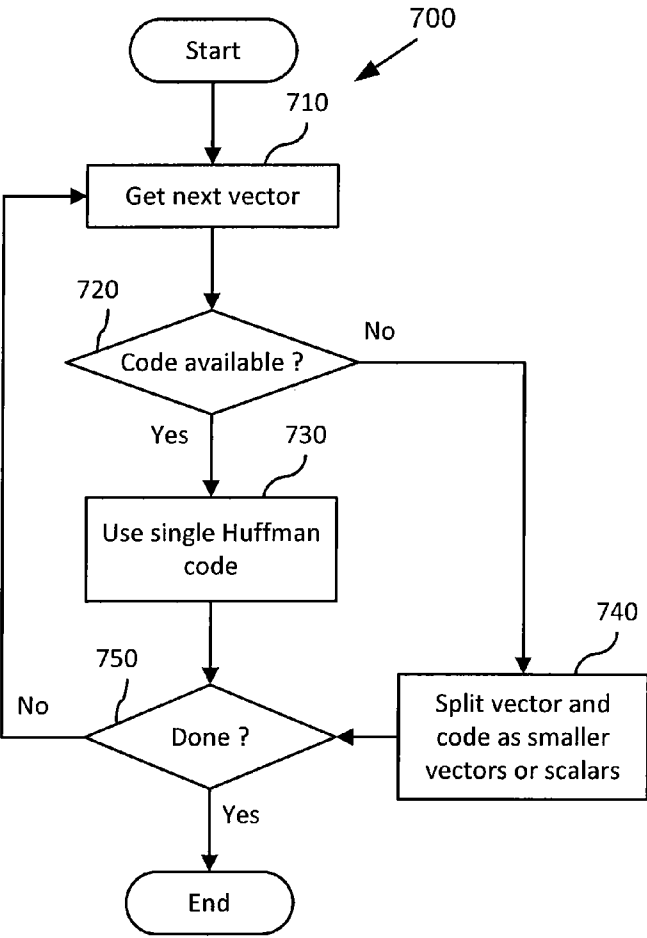 700
Start
710
Get next vector
720
Code available ?
No
Yes
730
Use single Huffman
code
740
Split vector and
code as smaller
vectors or scalars
750
Done ?
No
Yes
End